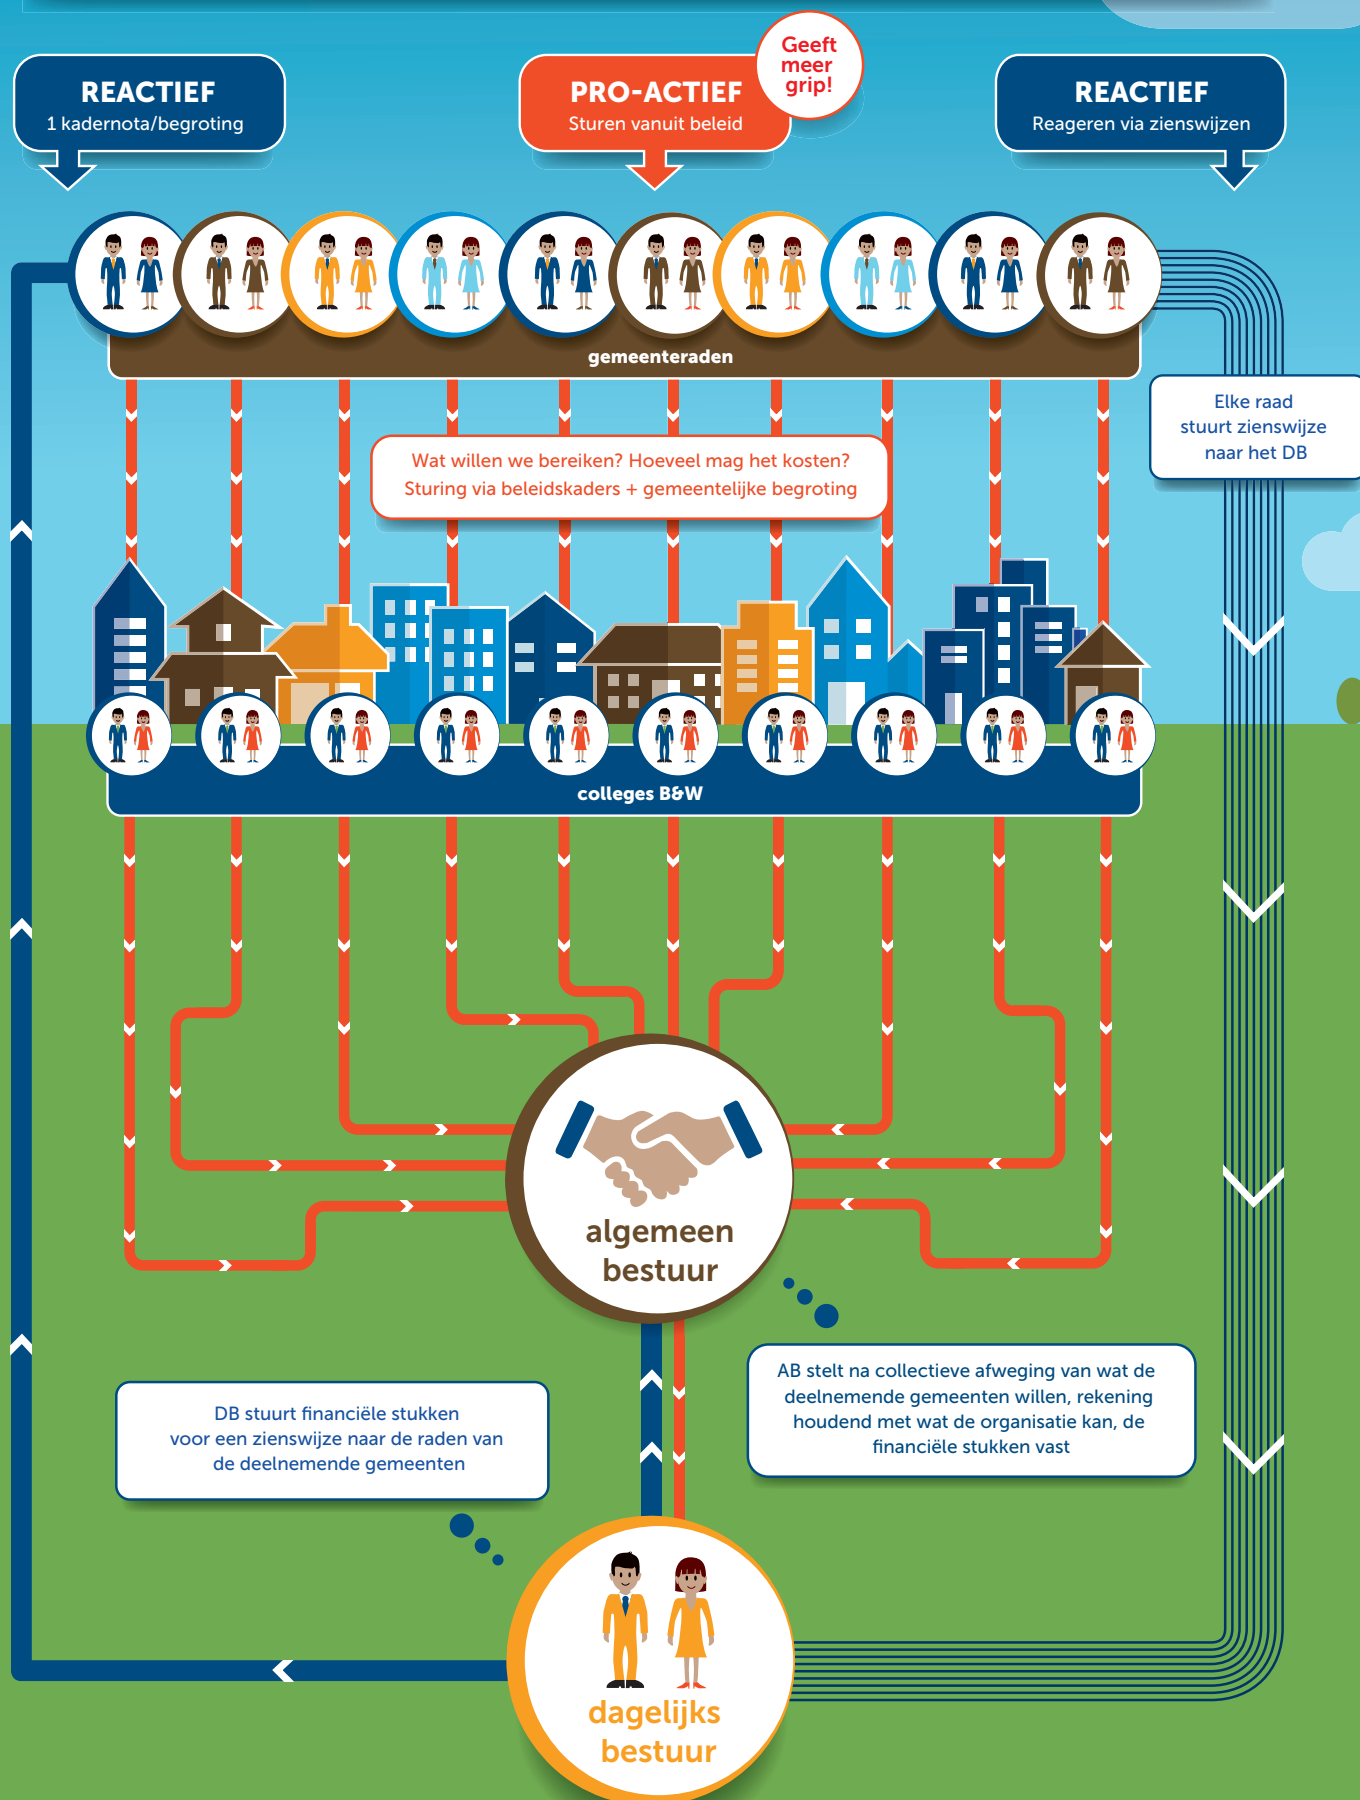 REACTIEF
1 kadernota/begroting
PRO-ACTIEF
Sturen vanuit beleid
Geeft
meer
grip!
REACTIEF
Reageren via zienswijzen
gemeenteraden
Elke raad
stuurt zienswijze
naar het DB
Wat willen we bereiken? Hoeveel mag het kosten?
Sturing via beleidskaders + gemeentelijke begroting
colleges B&W
algemeen
bestuur
AB stelt na collectieve afweging van wat de
deelnemende gemeenten willen, rekening
houdend met wat de organisatie kan, de
financiële stukken vast
DB stuurt financiële stukken
voor een zienswijze naar de raden van
de deelnemende gemeenten
dagelijks
bestuur